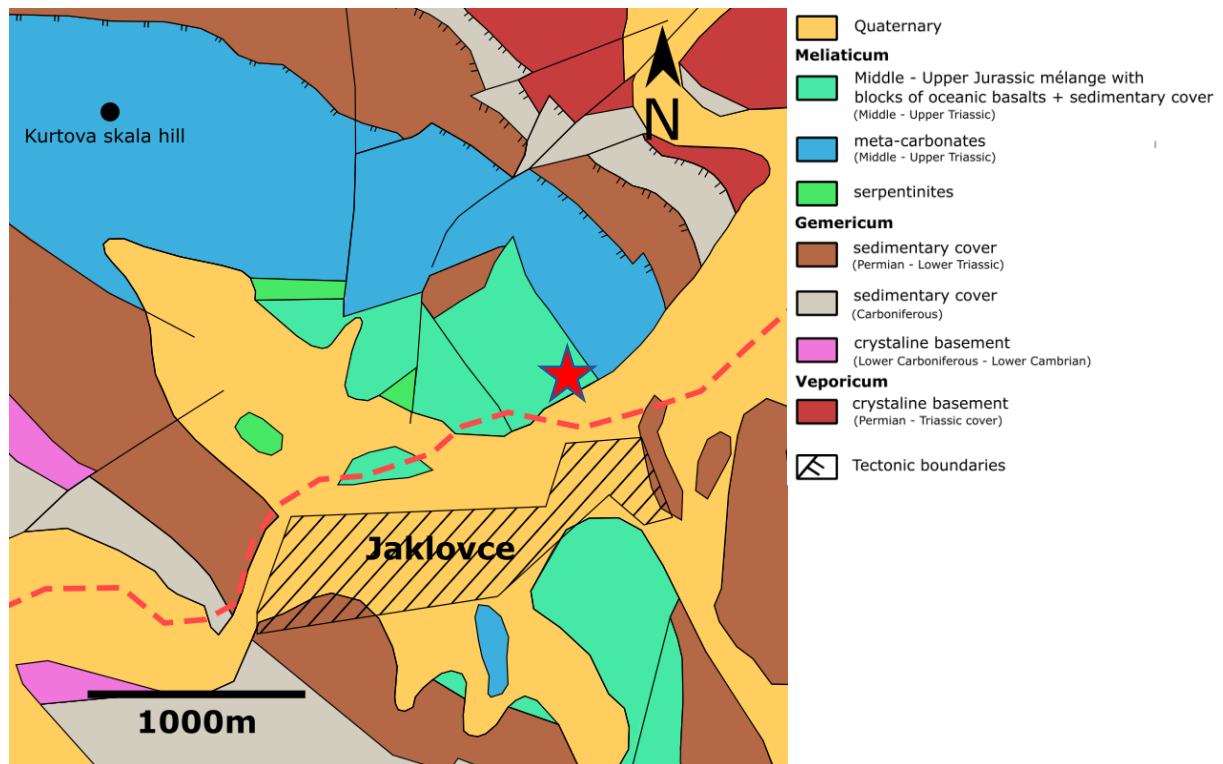 Kurtova skala hill
N
Jaklovce
1000m
Quaternary
Meliaticum
Middle - Upper Jurassic mélange with
blocks of oceanic basalts + sedimentary cover
(Middle - Upper Triassic)
meta-carbonates
(Middle - Upper Triassic)
serpentinites
Gemericum
sedimentary cover
(Permian - Lower Triassic)
sedimentary cover
(Carboniferous)
crystaline basement
(Lower Carboniferous - Lower Cambrian)
Veporicum
crystaline basement
(Permian - Triassic cover)
Tectonic boundaries